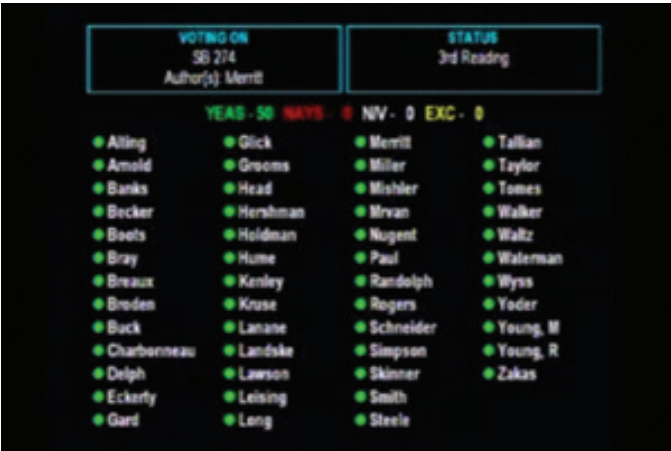 VOTING ON
SB 274
Author(s): Merritt
STATUS
3rd Reading
YEAS - 50 NAYS - 0 N/V - 0 EXC - 0
Alting
Arnold
Banks
Becker
Boots
Bray
Breaux
Broden
Buck
Charbonneau
Delph
Eckerty
Gard
Glick
Grooms
Head
Hershman
Holdman
Hume
Kenley
Kruse
Lanane
Landske
Lawson
Leising
Long
Merritt
Miller
Mishler
Mrvan
Nugent
Paul
Randolph
Rogers
Schneider
Simpson
Skinner
Smith
Steele
Tallian
Taylor
Tomes
Walker
Waltz
Waterman
Wyss
Yoder
Young, M
Young, R
Zakas